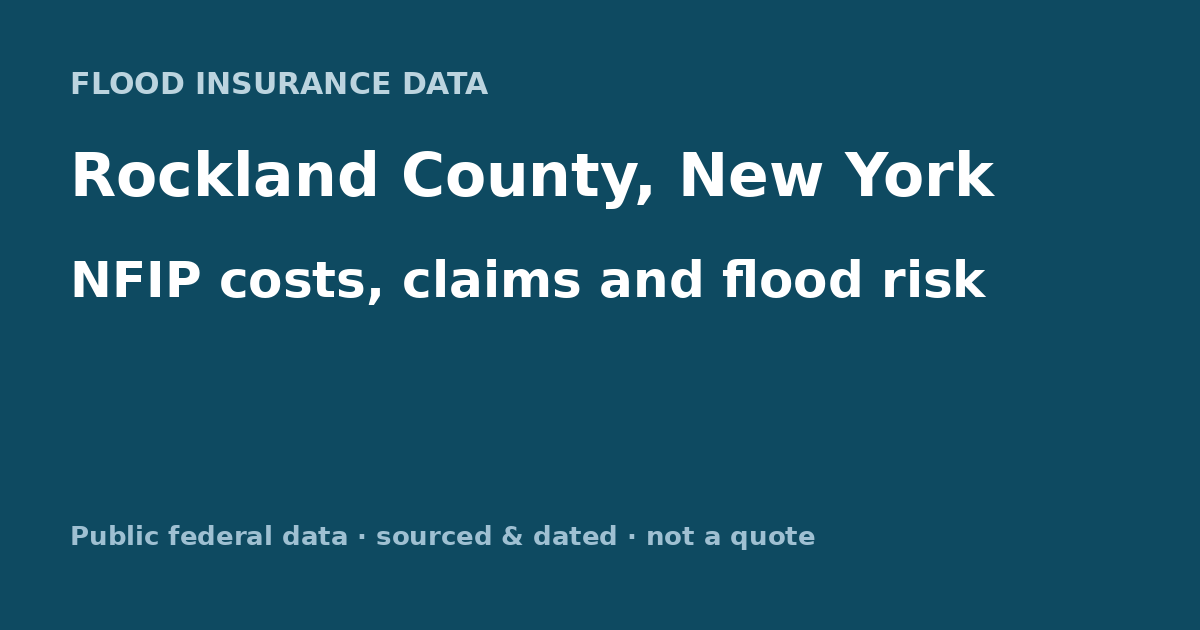 FLOOD INSURANCE DATA
Rockland County, New York
NFIP costs, claims and flood risk
Public federal data · sourced & dated · not a quote